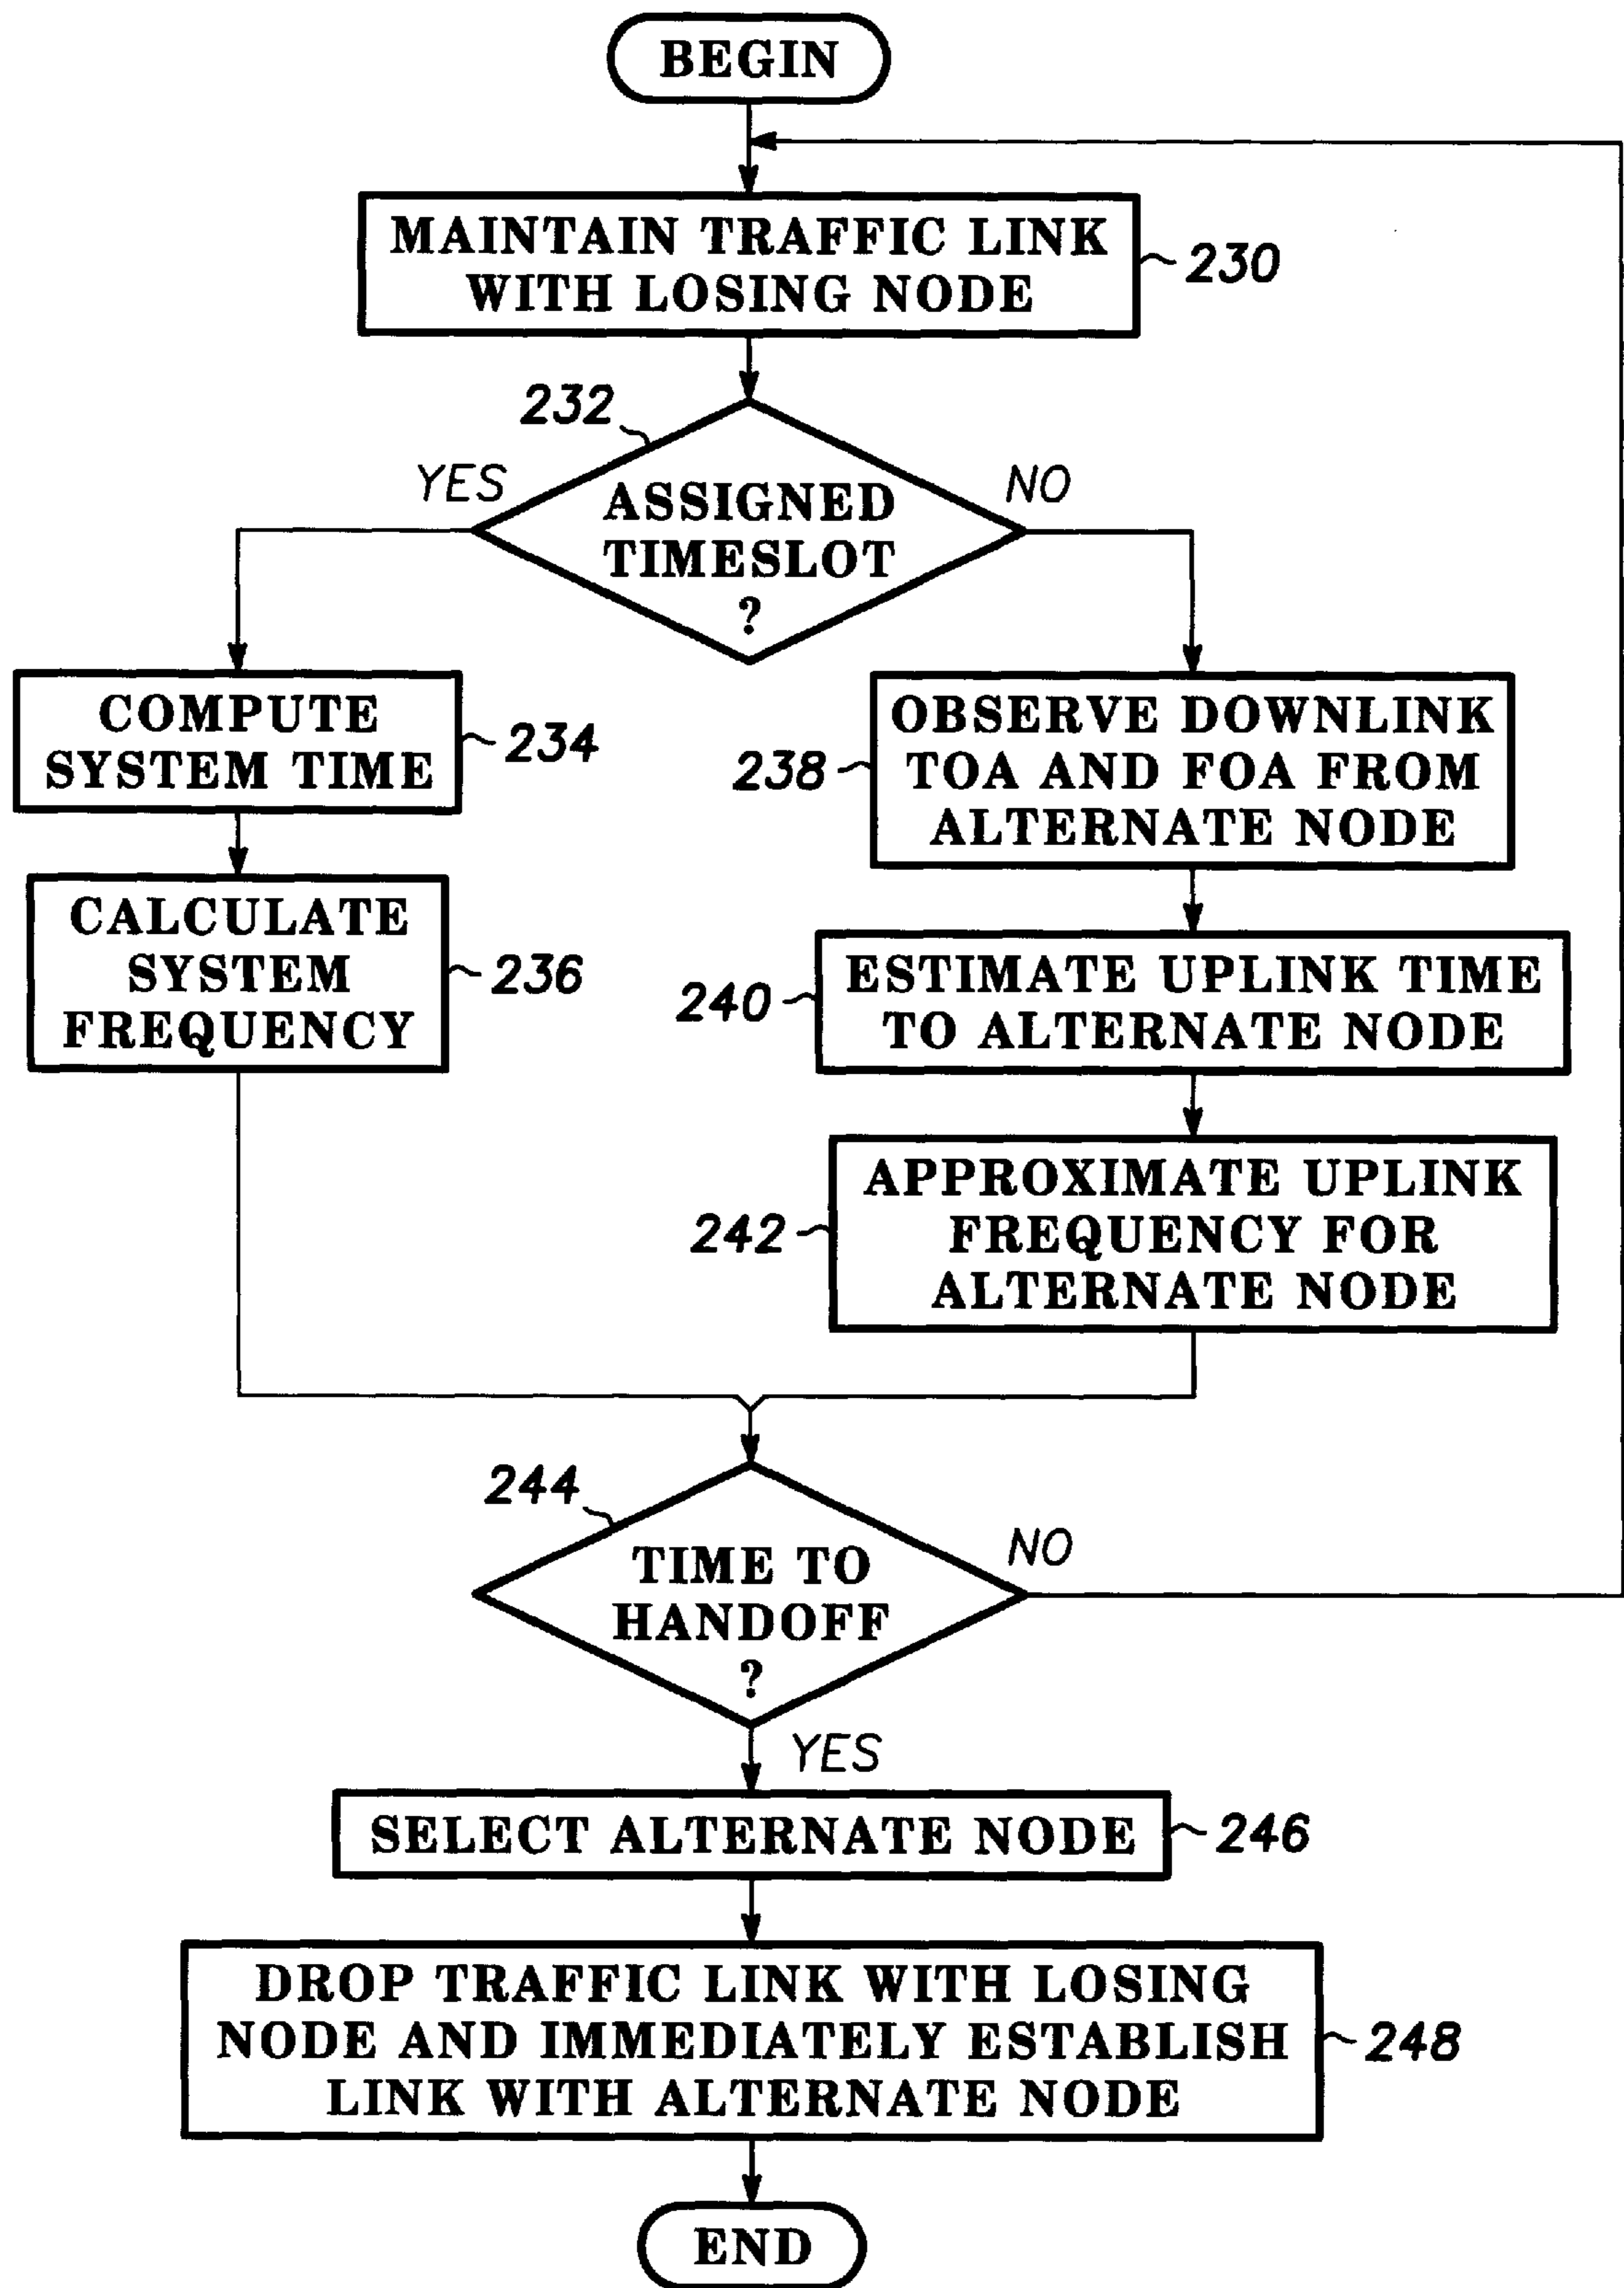 BEGIN
MAINTAIN TRAFFIC LINK
WITH LOSING NODE
230
232
YES
NO
ASSIGNED
TIMESLOT
?
COMPUTE
SYSTEM TIME
234
CALCULATE
SYSTEM
FREQUENCY
236
OBSERVE DOWNLINK
TOA AND FOA FROM
ALTERNATE NODE
238
ESTIMATE UPLINK TIME
TO ALTERNATE NODE
240
APPROXIMATE UPLINK
FREQUENCY FOR
ALTERNATE NODE
242
244
TIME TO
HANDOFF
?
NO
YES
SELECT ALTERNATE NODE
246
DROP TRAFFIC LINK WITH LOSING
NODE AND IMMEDIATELY ESTABLISH
LINK WITH ALTERNATE NODE
248
END